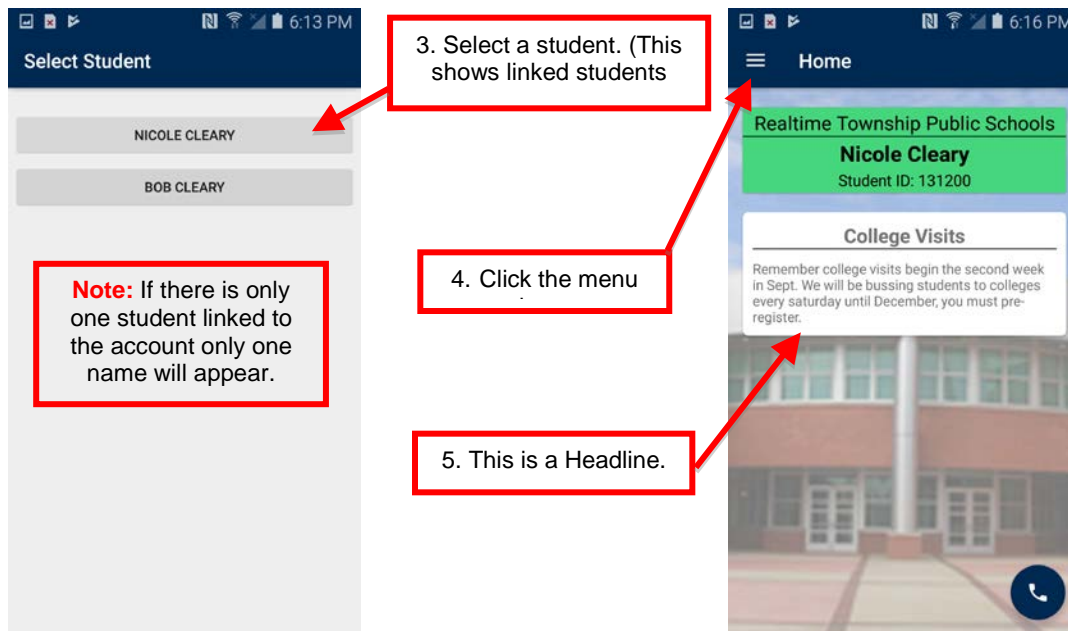 6:13 PM
Select Student
NICOLE CLEARY
BOB CLEARY
Note: If there is only
one student linked to
the account only one
name will appear.
3. Select a student. (This
shows linked students
4. Click the menu
5. This is a Headline.
6:16 PM
Home
Realtime Township Public Schools
Nicole Cleary
Student ID: 131200
College Visits
Remember college visits begin the second week
in Sept. We will be bussing students to colleges
every saturday until December, you must pre-
register.